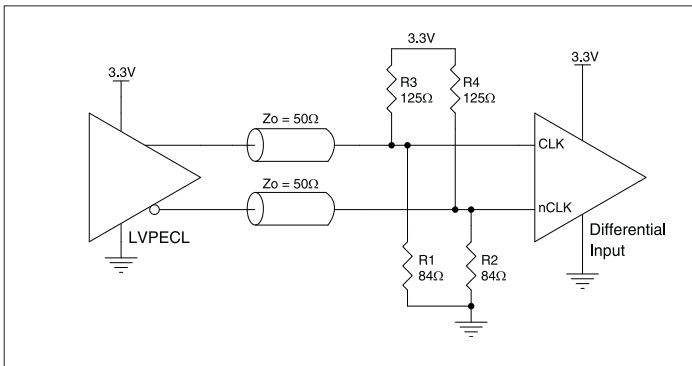 3.3V
3.3V
3.3V
R3
125Ω
R4
125Ω
Zo = 50Ω
CLK
Zo = 50Ω
nCLK
LVPECL
R1
84Ω
R2
84Ω
Differential
Input